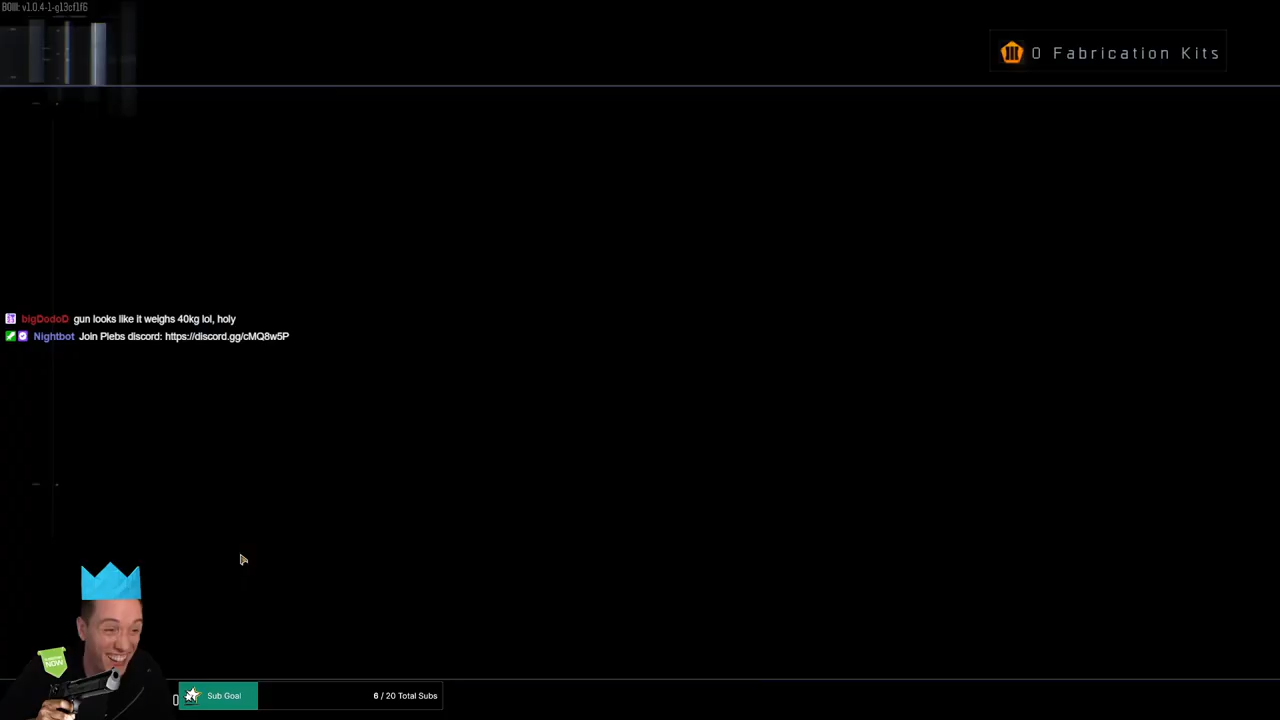 BOIII: v1.0.4-1-g13cf1f6
0 Fabrication Kits
bigDodoD gun looks like it weighs 40kg lol, holy
Nightbot Join Plebs discord: https://discord.gg/cMQ8w5P
NOW
0
Sub Goal
6 / 20 Total Subs